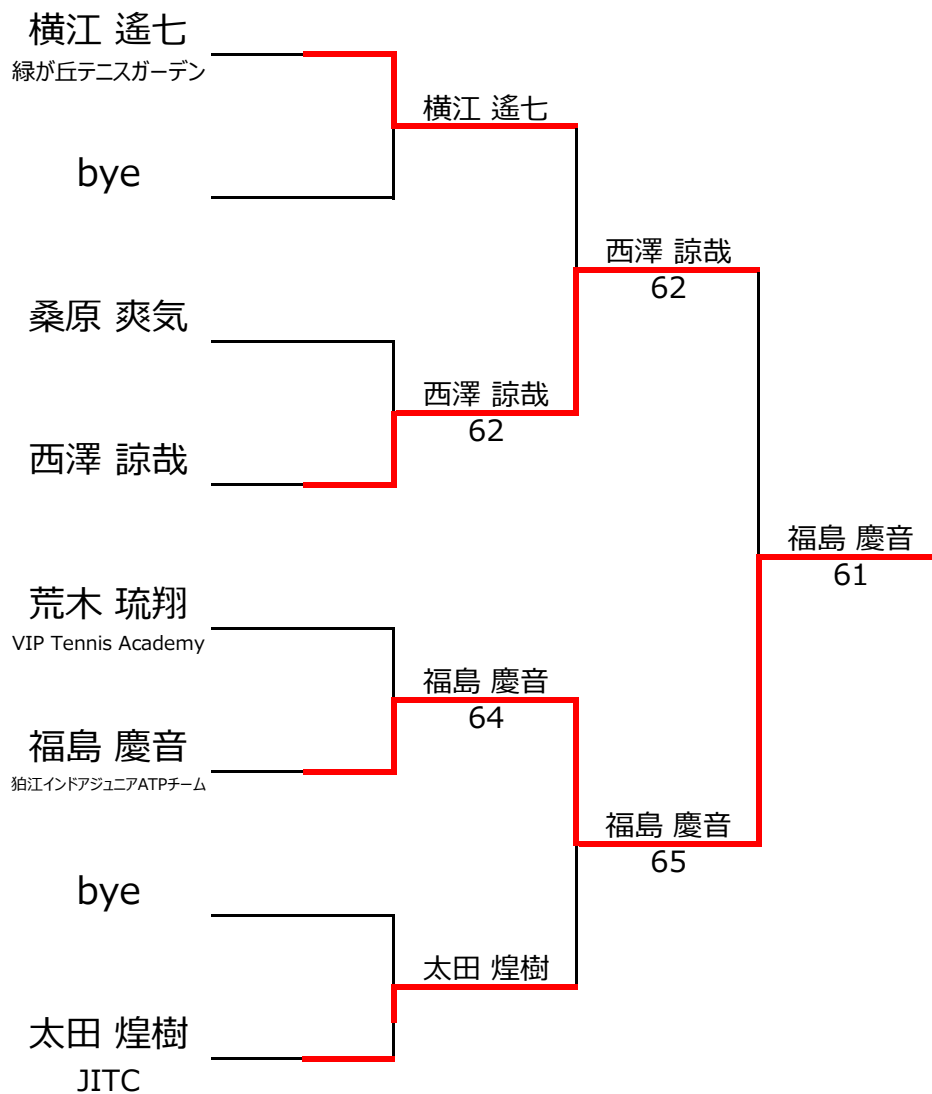 横江 遙七
緑が丘テニスガーデン
bye
桑原 爽気
西澤 諒哉
荒木 琉翔
VIP Tennis Academy
福島 慶音
狛江インドアジュニアATPチーム
bye
太田 煌樹
JITC
横江 遙七
西澤 諒哉
62
福島 慶音
64
太田 煌樹
西澤 諒哉
62
福島 慶音
65
福島 慶音
61